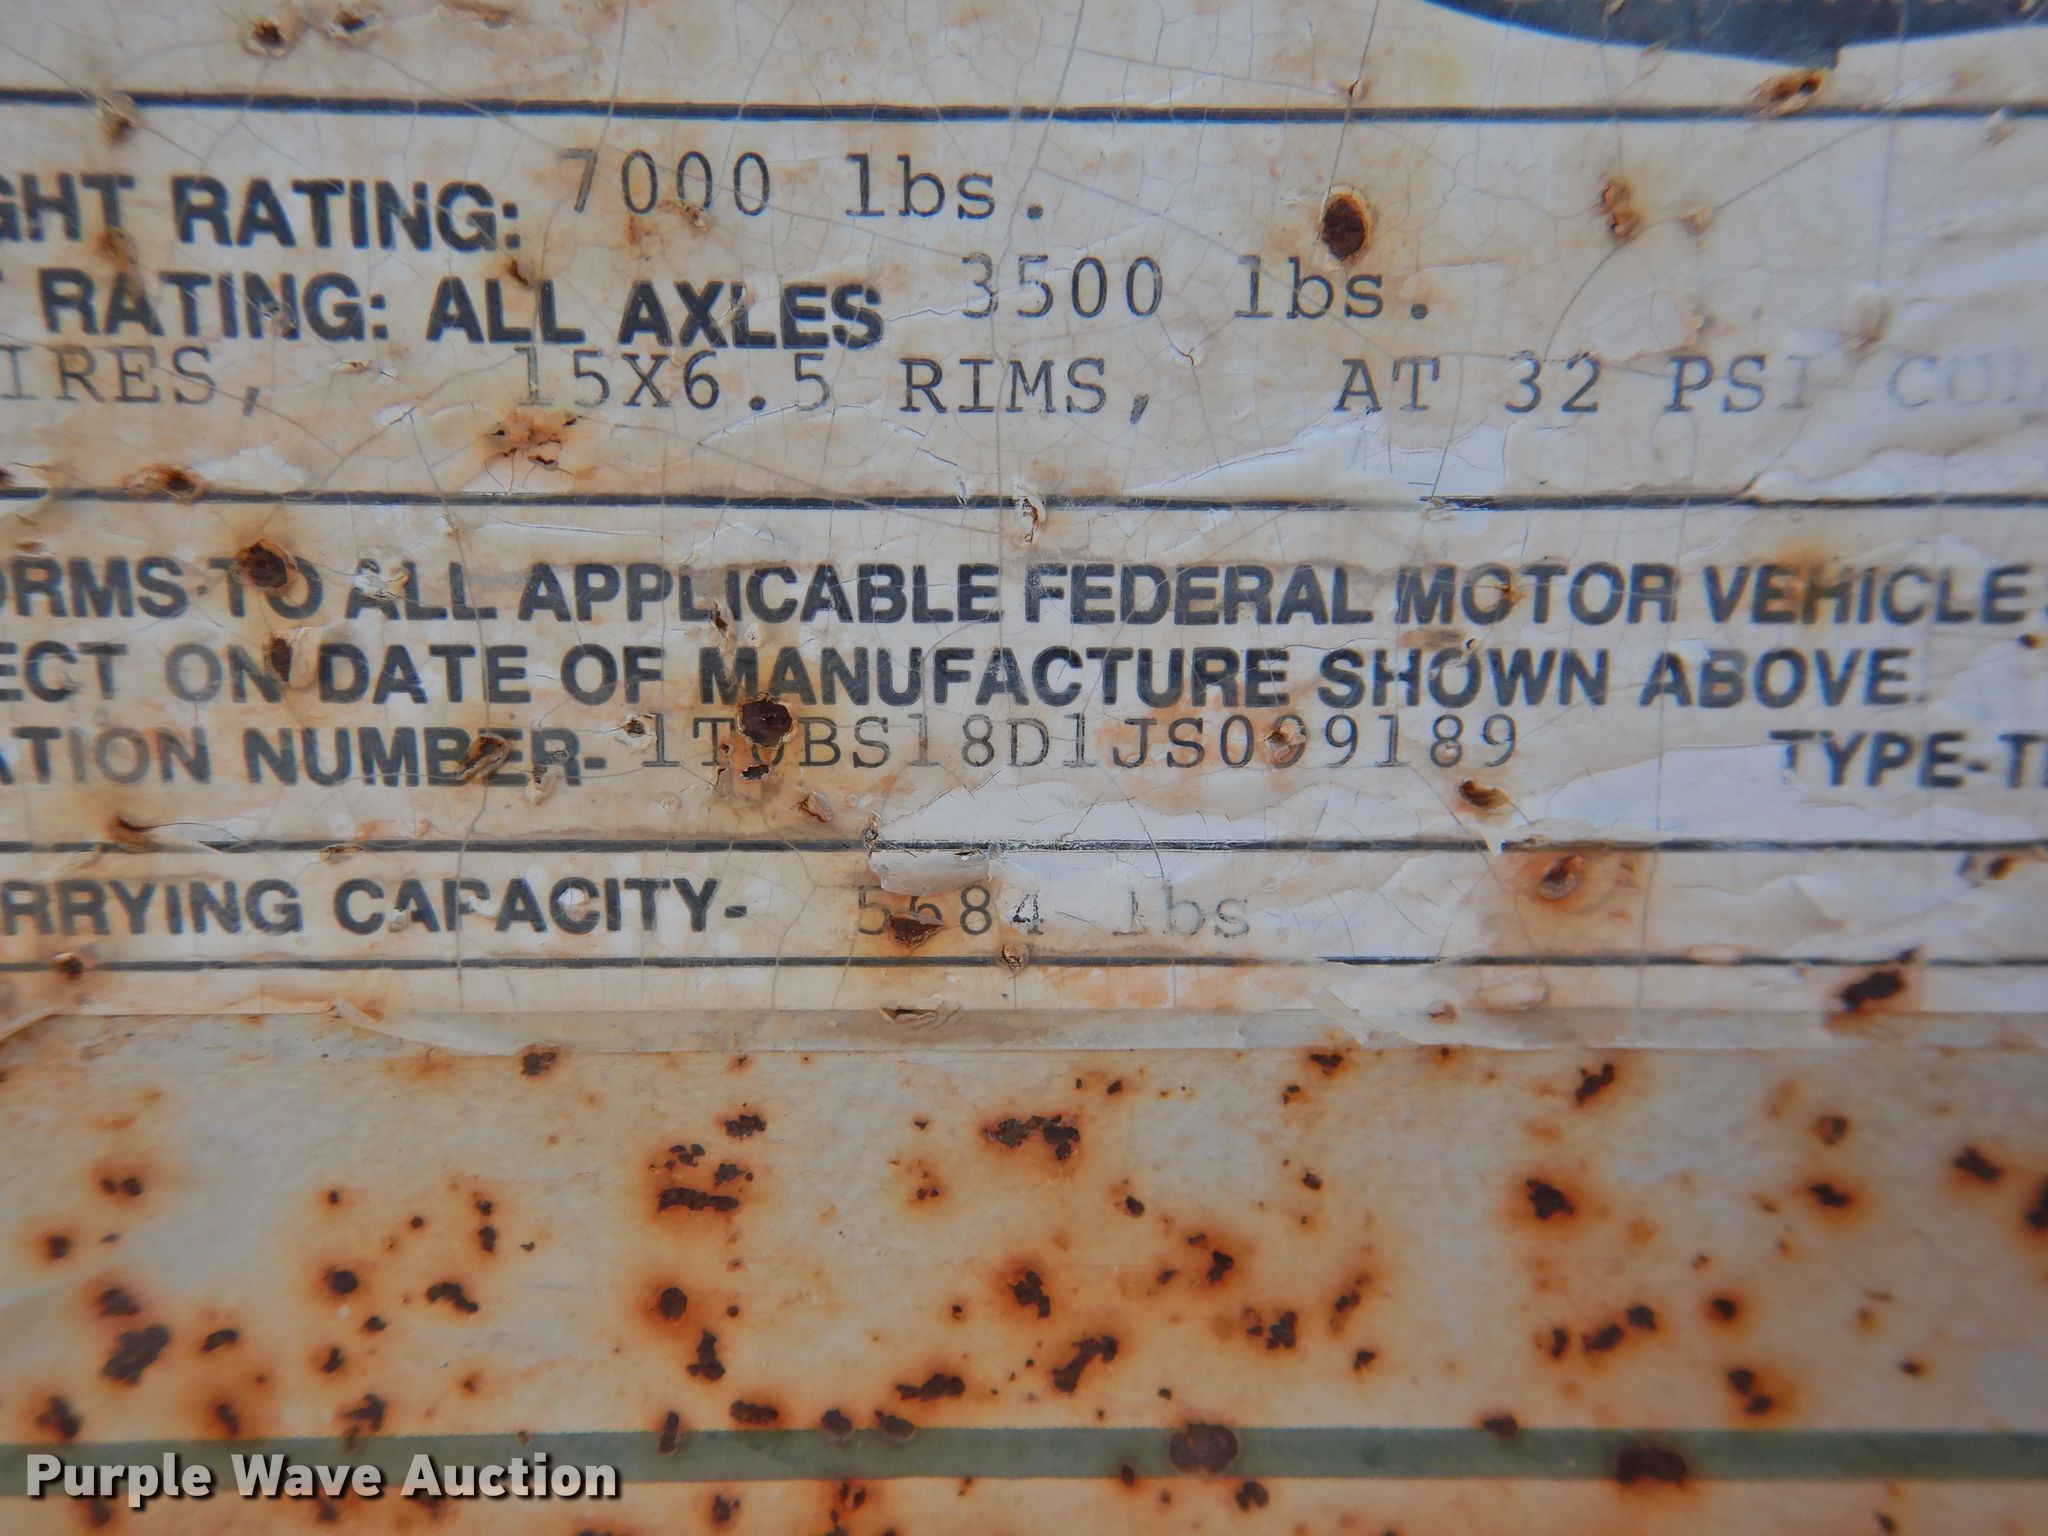 GHT RATING: 7000 lbs.
RATING: ALL AXLES 3500 lbs.
IRES, 15X6.5 RIMS, AT 32 PSI
ORMS TO ALL APPLICABLE FEDERAL MOTOR VEHICLE
ECT ON DATE OF MANUFACTURE SHOWN ABOVE.
ATION NUMBER- TYPE-T
RRYING CAPACITY- lbs
Purple Wave Auction